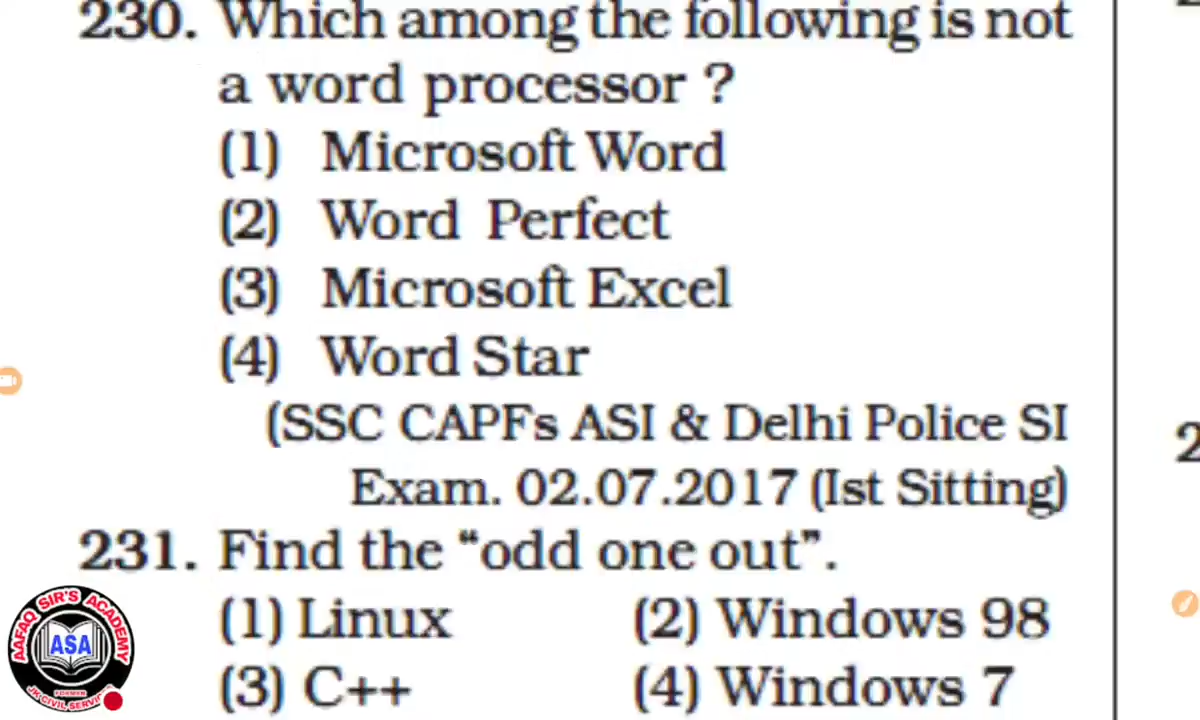 230. Which among the following is not
a word processor ?
(1) Microsoft Word
(2) Word Perfect
(3) Microsoft Excel
(4) Word Star
(SSC CAPFs ASI & Delhi Police SI
Exam. 02.07.2017 (Ist Sitting)
231. Find the “odd one out”.
(1) Linux (2) Windows 98
(3) C++ (4) Windows 7
AAFAQ SIR'S ACADEMY
ASA